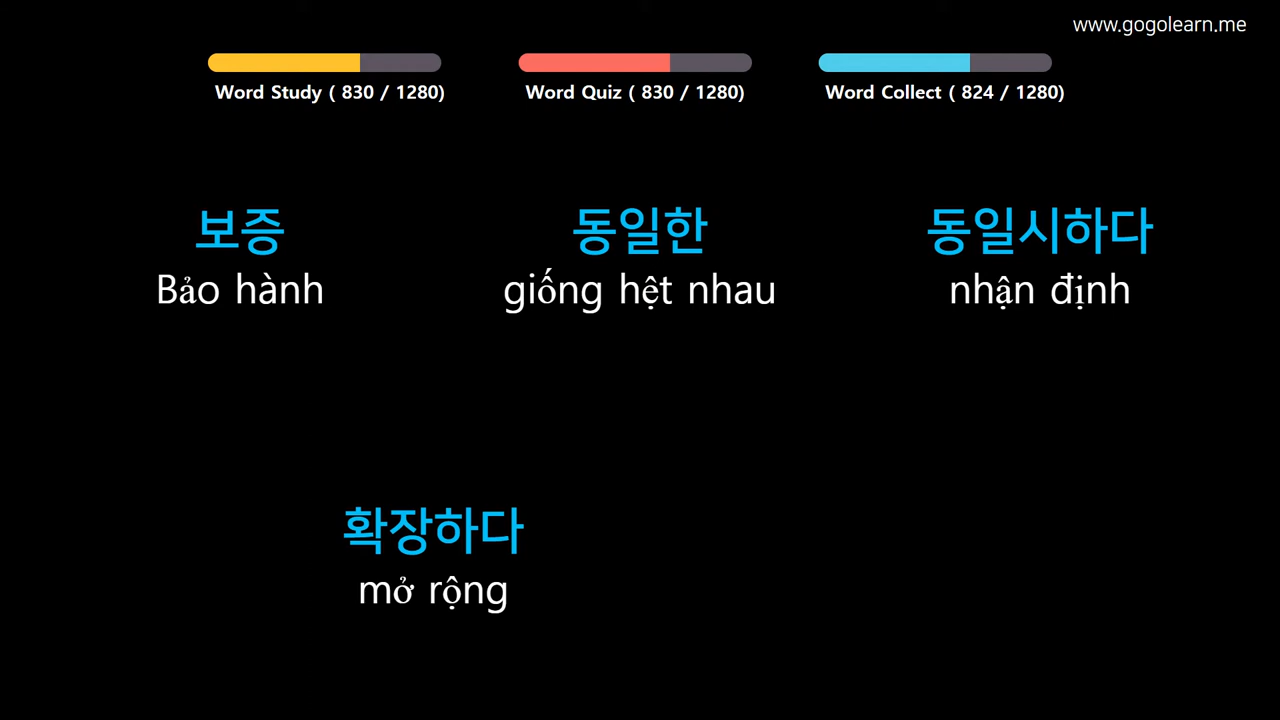 www.gogolearn.me
Word Study ( 830 / 1280)
Word Quiz ( 830 / 1280)
Word Collect ( 824 / 1280)
보증
Bảo hành
동일한
giống hệt nhau
동일시하다
nhận định
확장하다
mở rộng